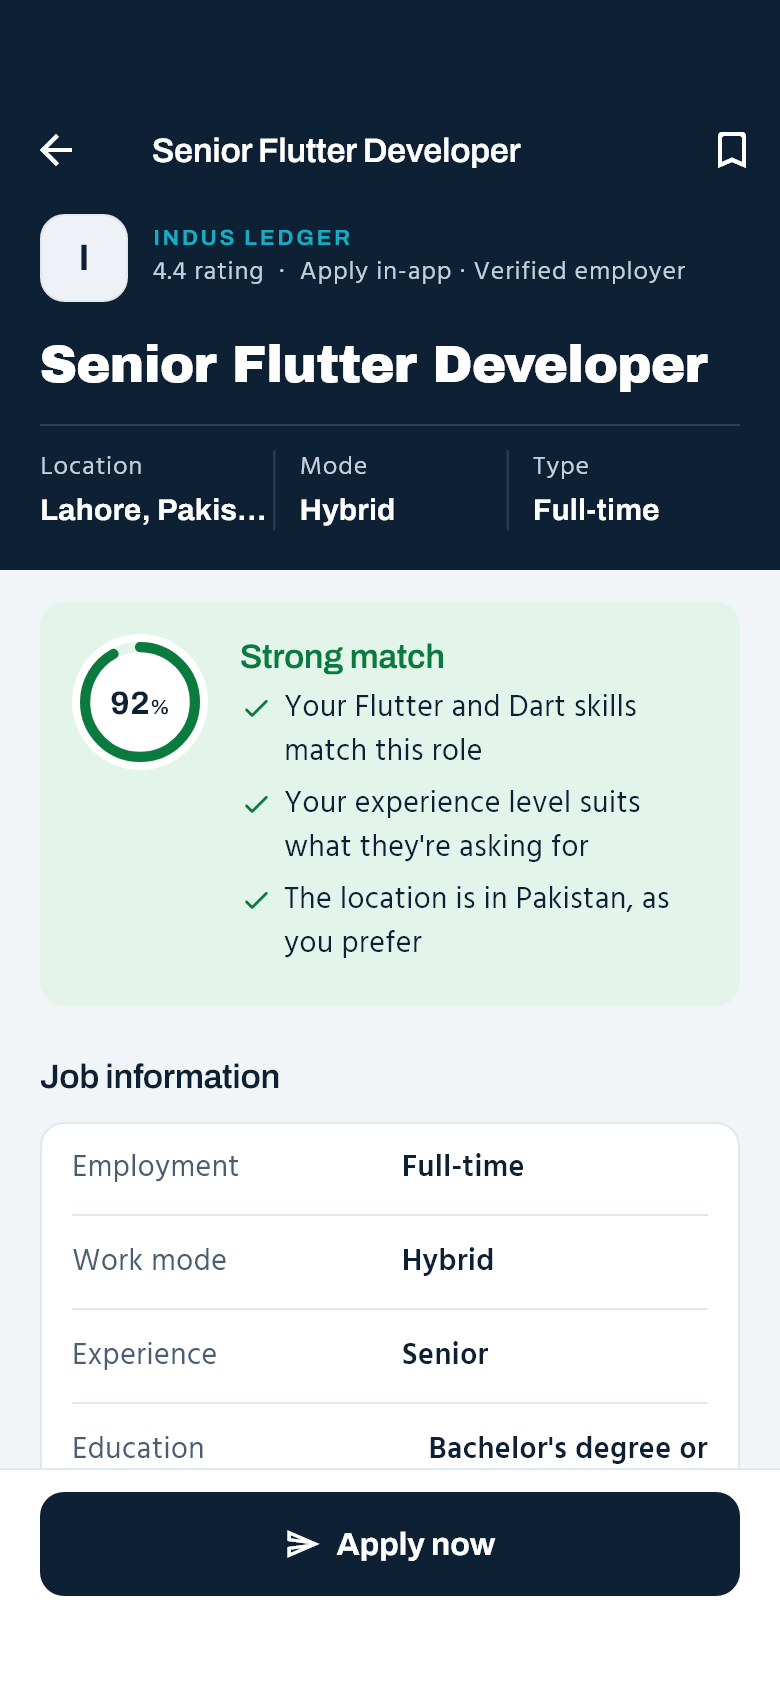 Senior Flutter Developer
I
INDUS LEDGER
4.4 rating · Apply in-app · Verified employer
Senior Flutter Developer
Location
Mode
Type
Lahore, Pakis...
Hybrid
Full-time
92%
Strong match
Your Flutter and Dart skills
match this role
Your experience level suits
what they're asking for
The location is in Pakistan, as
you prefer
Job information
Employment
Full-time
Work mode
Hybrid
Experience
Senior
Education
Bachelor's degree or
Apply now